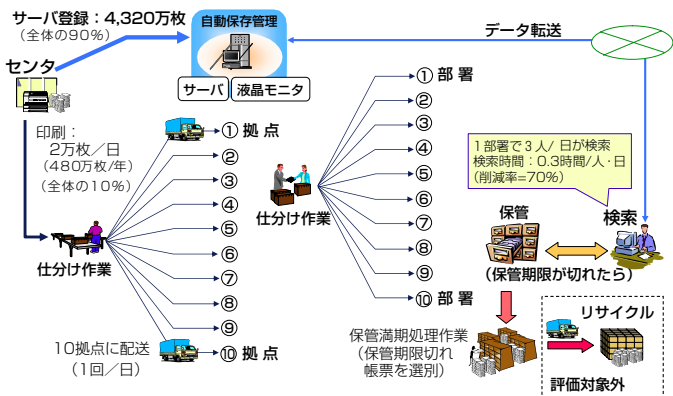 サーバ登録：4,320万枚
(全体の90%)
自動保存管理
サーバ
液晶モニタ
データ転送
センタ
印刷：
2万枚／日
(480万枚/年)
(全体の10%)
仕分け作業
① 拠 点
②
③
④
⑤
⑥
⑦
⑧
⑨
⑩ 拠 点
10拠点に配送
(1回／日)
仕分け作業
① 部 署
②
③
④
⑤
⑥
⑦
⑧
⑨
⑩ 部 署
１部署で３人/ 日が検索
検索時間：0.3時間/人･日
(削減率=70%)
保管
検索
(保管期限が切れたら)
保管満期処理作業
(保管期限切れ
帳票を選別)
リサイクル
評価対象外